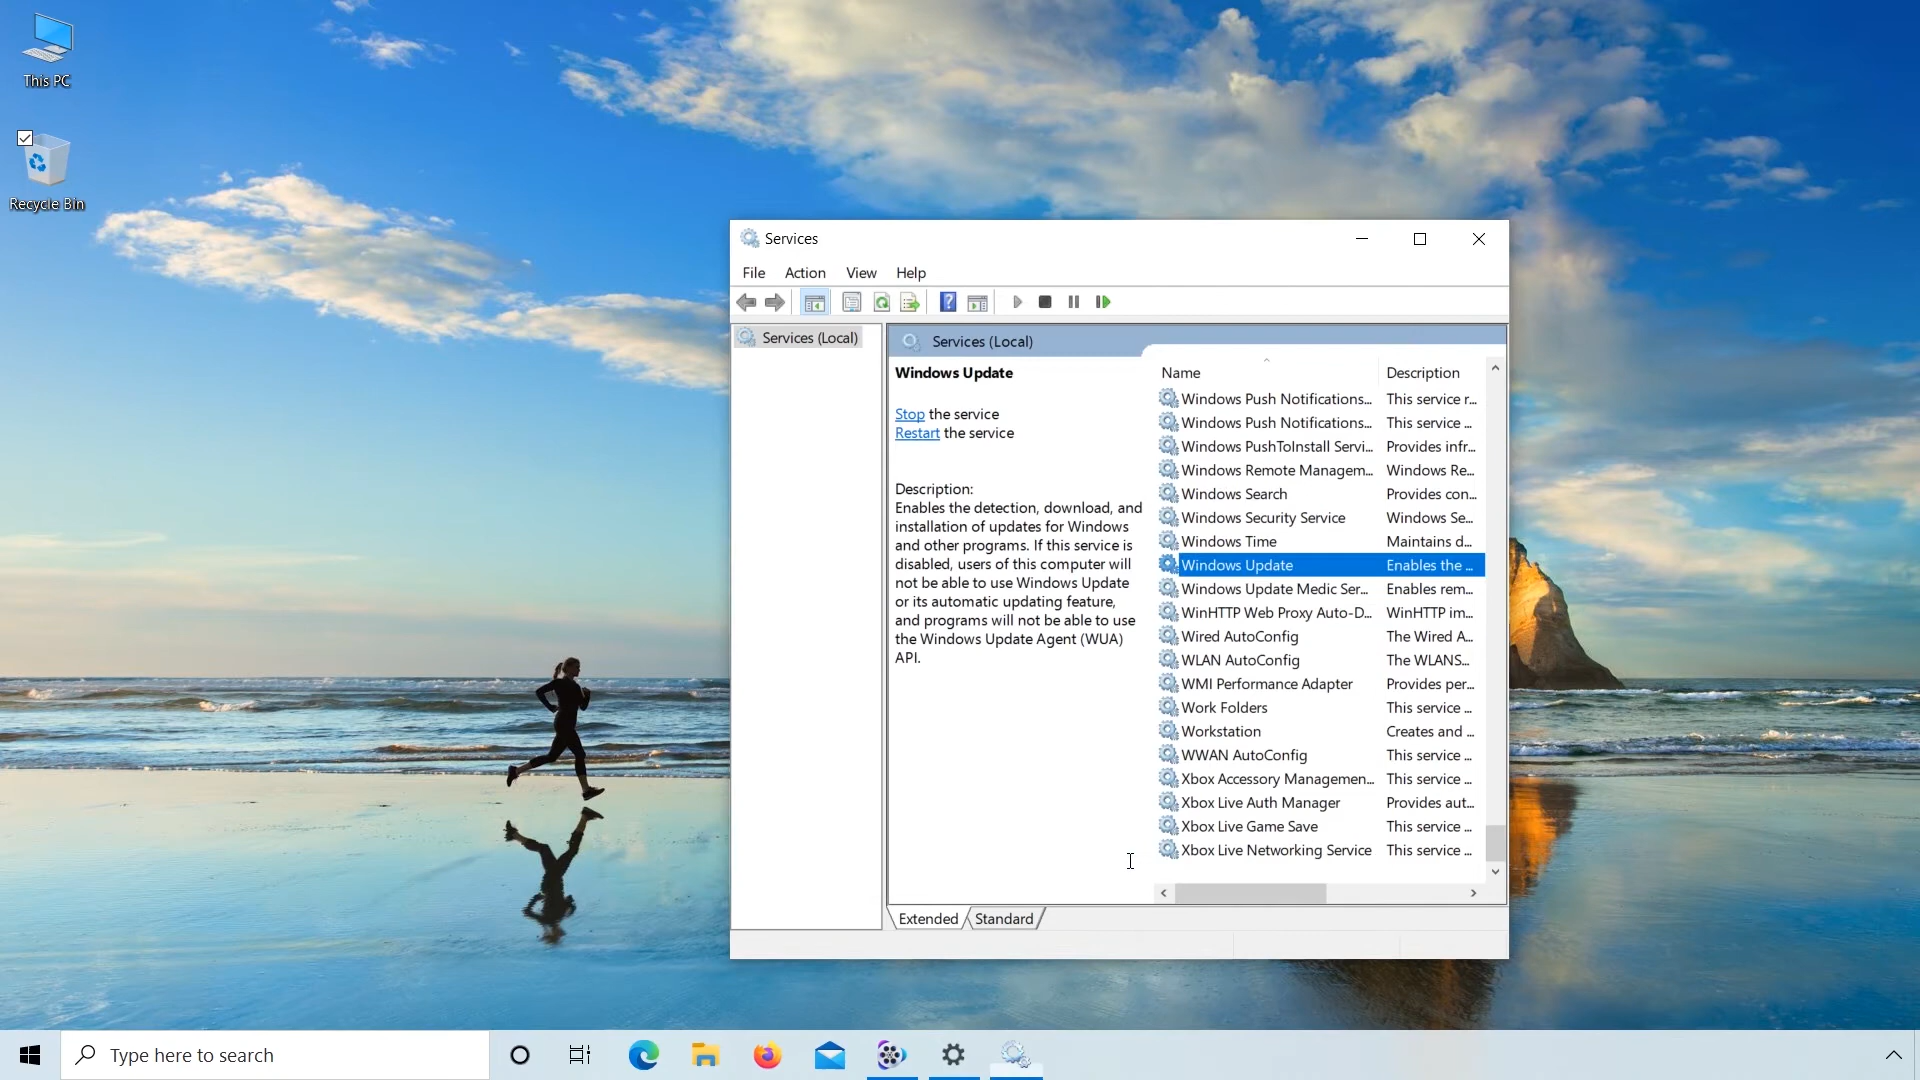 This PC
Recycle Bin
Services
File Action View Help
Services (Local)
Services (Local)
Windows Update
Stop the service
Restart the service
Description:
Enables the detection, download, and
installation of updates for Windows
and other programs. If this service is
disabled, users of this computer will
not be able to use Windows Update
or its automatic updating feature,
and programs will not be able to use
the Windows Update Agent (WUA)
API.
Name Description
Windows Push Notifications... This service r...
Windows Push Notifications... This service ...
Windows PushToInstall Servi... Provides infr...
Windows Remote Managem... Windows Re...
Windows Search Provides con...
Windows Security Service Windows Se...
Windows Time Maintains d...
Windows Update Enables the ...
Windows Update Medic Ser... Enables rem...
WinHTTP Web Proxy Auto-D... WinHTTP im...
Wired AutoConfig The Wired A...
WLAN AutoConfig The WLANS...
WMI Performance Adapter Provides per...
Work Folders This service ...
Workstation Creates and ...
WWAN AutoConfig This service ...
Xbox Accessory Managemen... This service ...
Xbox Live Auth Manager Provides aut...
Xbox Live Game Save This service ...
Xbox Live Networking Service This service ...
Extended Standard
Type here to search